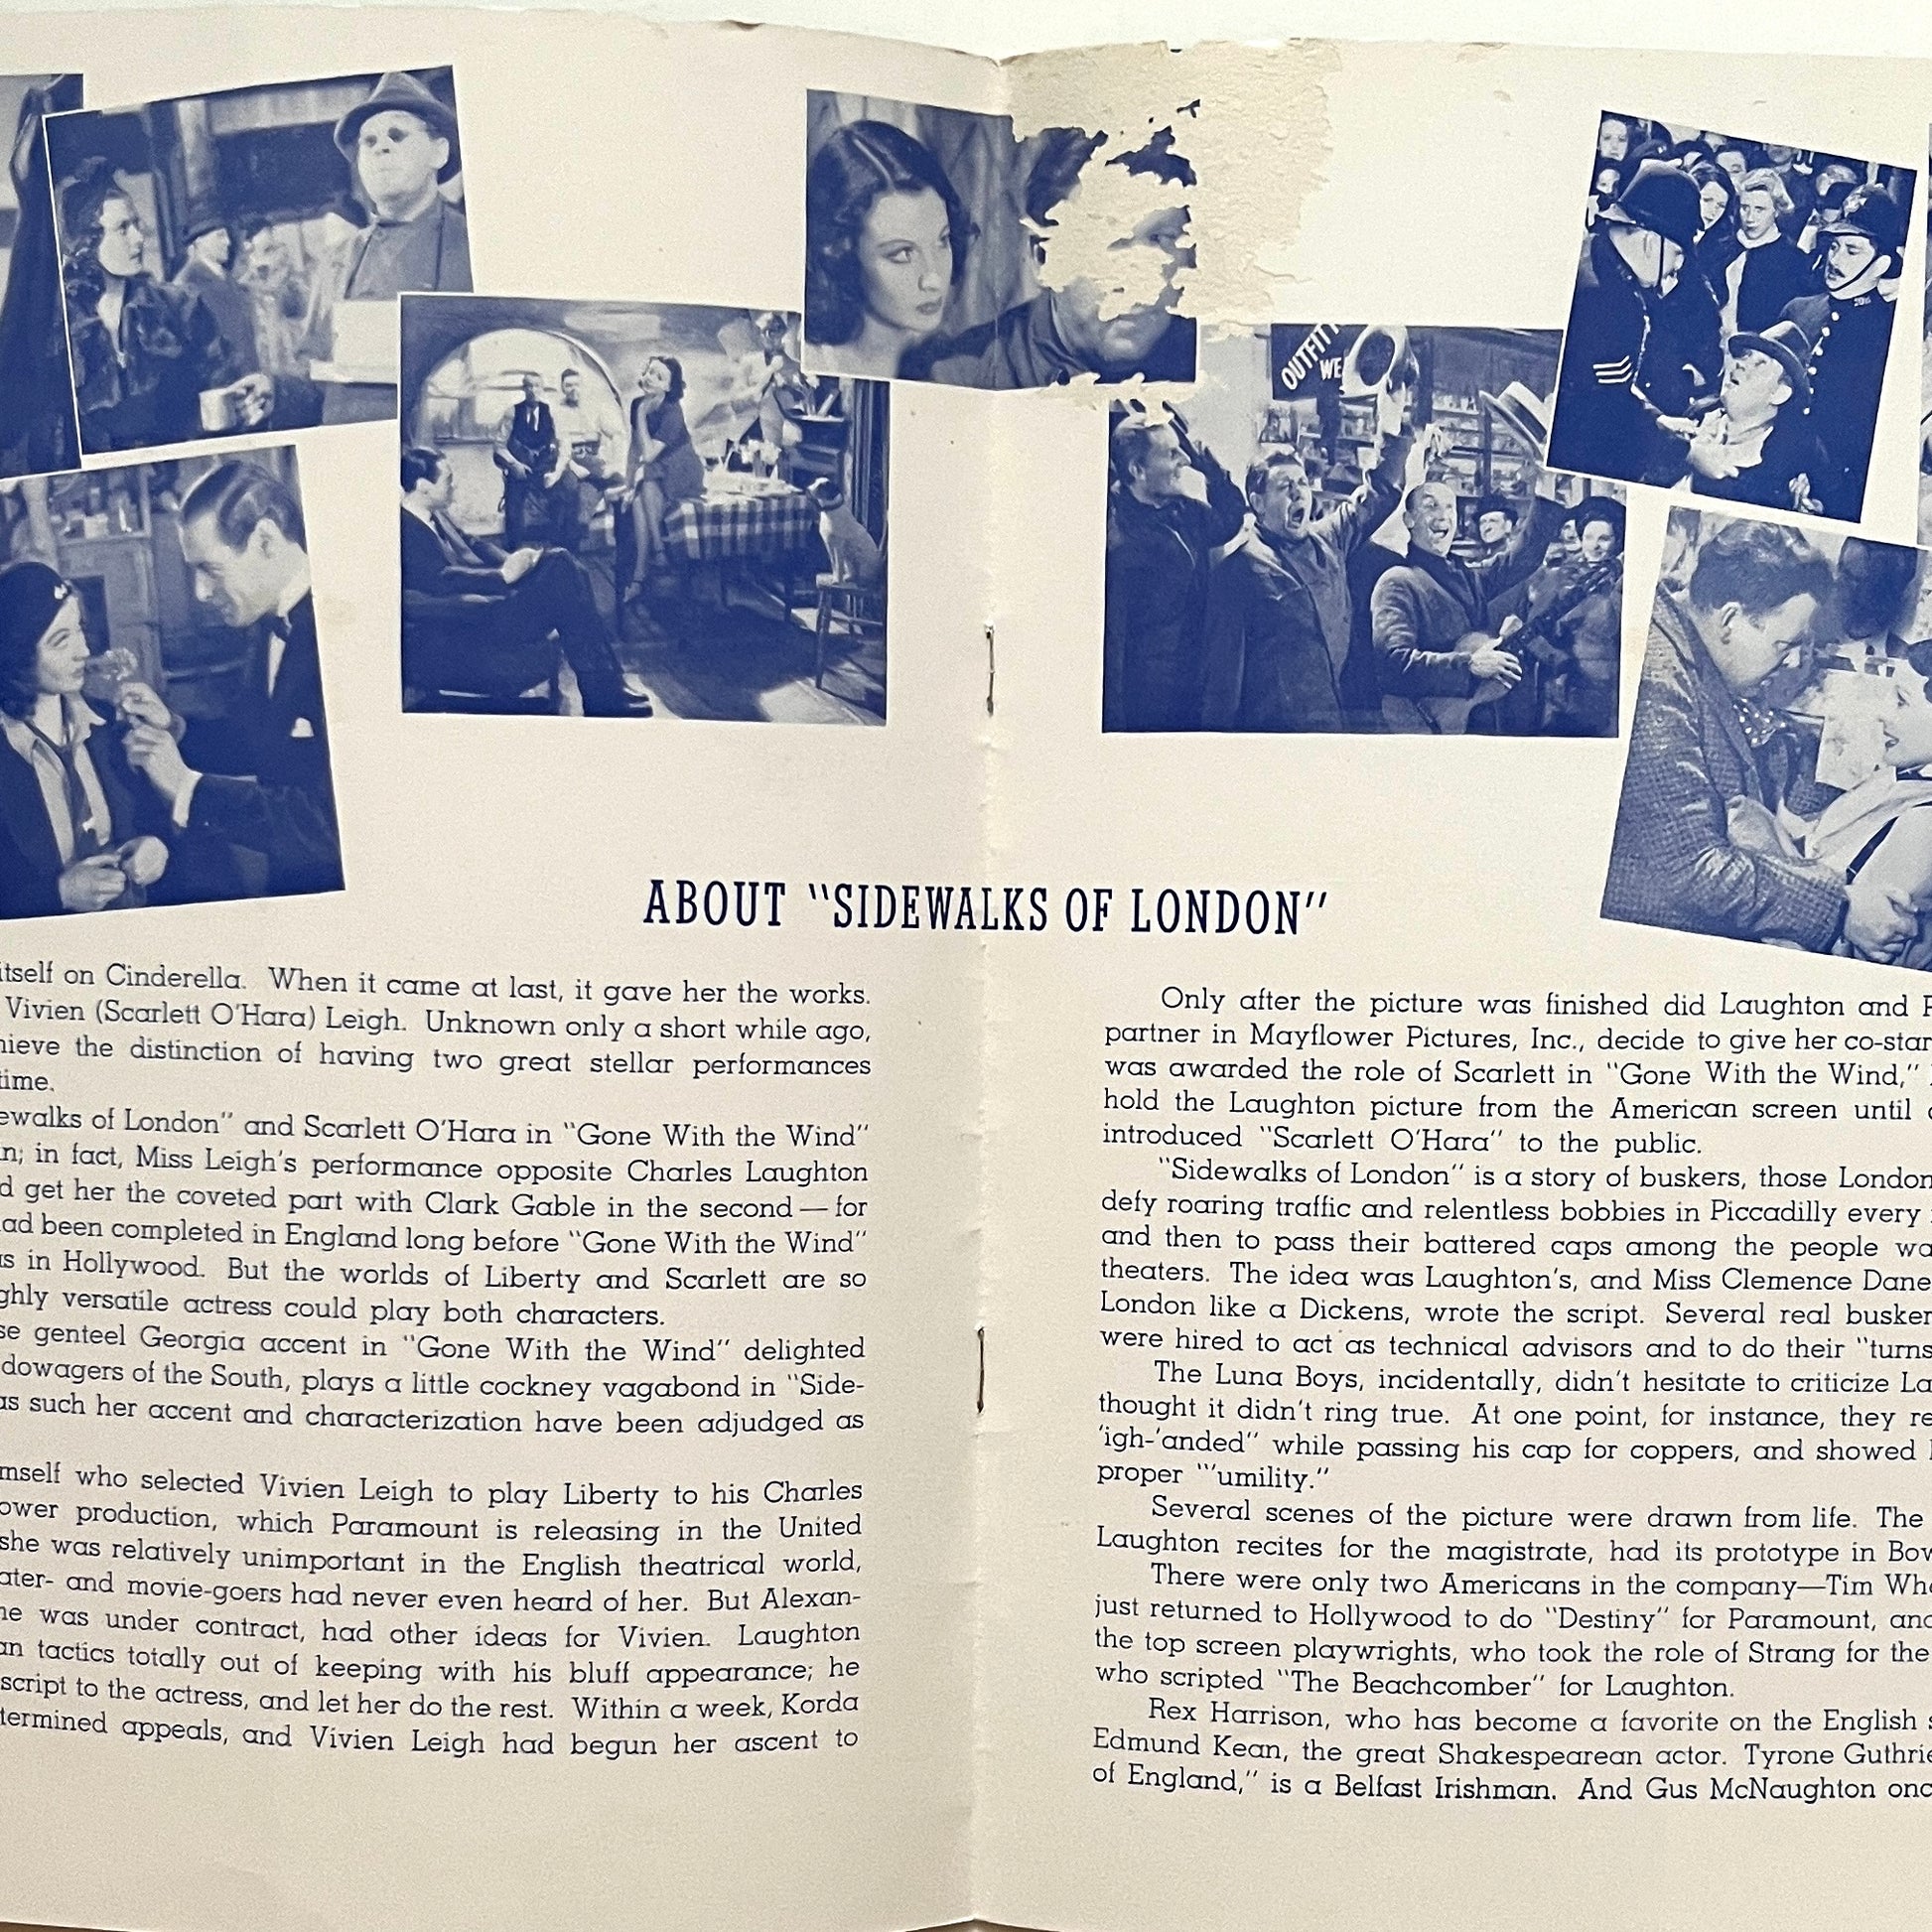 OUTFIT
WE
ABOUT "SIDEWALKS OF LONDON"
itself on Cinderella. When it came at last, it gave her the works.
Vivien (Scarlett O'Hara) Leigh. Unknown only a short while ago,
hieve the distinction of having two great stellar performances
time.
ewalks of London" and Scarlett O'Hara in "Gone With the Wind"
n; in fact, Miss Leigh's performance opposite Charles Laughton
d get her the coveted part with Clark Gable in the second — for
ad been completed in England long before "Gone With the Wind"
s in Hollywood. But the worlds of Liberty and Scarlett are so
ghly versatile actress could play both characters.
se genteel Georgia accent in "Gone With the Wind" delighted
dowagers of the South, plays a little cockney vagabond in "Side-
as such her accent and characterization have been adjudged as
mself who selected Vivien Leigh to play Liberty to his Charles
ower production, which Paramount is releasing in the United
she was relatively unimportant in the English theatrical world,
ater- and movie-goers had never even heard of her. But Alexan-
he was under contract, had other ideas for Vivien. Laughton
an tactics totally out of keeping with his bluff appearance; he
script to the actress, and let her do the rest. Within a week, Korda
termined appeals, and Vivien Leigh had begun her ascent to
Only after the picture was finished did Laughton and
partner in Mayflower Pictures, Inc., decide to give her co-star
was awarded the role of Scarlett in "Gone With the Wind,"
hold the Laughton picture from the American screen until
introduced "Scarlett O'Hara" to the public.
"Sidewalks of London" is a story of buskers, those London
defy roaring traffic and relentless bobbies in Piccadilly every
and then to pass their battered caps among the people wa
theaters. The idea was Laughton's, and Miss Clemence Dane
London like a Dickens, wrote the script. Several real busker
were hired to act as technical advisors and to do their "turns
The Luna Boys, incidentally, didn't hesitate to criticize La
thought it didn't ring true. At one point, for instance, they re
'igh-'anded" while passing his cap for coppers, and showed
proper "'umility."
Several scenes of the picture were drawn from life. The
Laughton recites for the magistrate, had its prototype in Bow
There were only two Americans in the company—Tim Whe
just returned to Hollywood to do "Destiny" for Paramount, and
the top screen playwrights, who took the role of Strang for the
who scripted "The Beachcomber" for Laughton.
Rex Harrison, who has become a favorite on the English
Edmund Kean, the great Shakespearean actor. Tyrone Guthrie
of England," is a Belfast Irishman. And Gus McNaughton onc